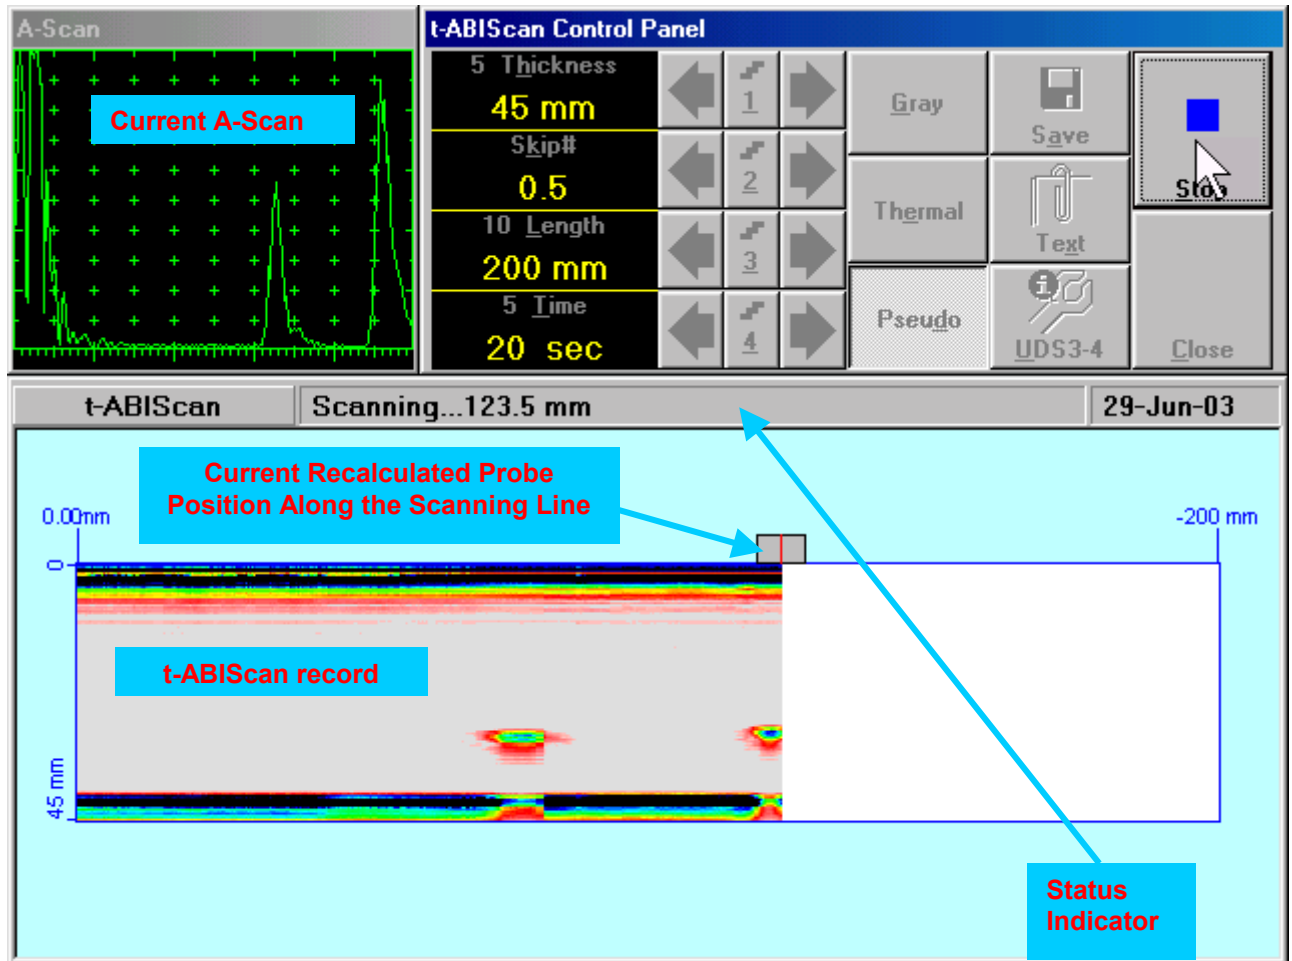 A-Scan
Current A-Scan
t-ABIScan Control Panel
5 Thickness
45 mm
Skip#
0.5
10 Length
200 mm
5 Time
20 sec
1
2
3
4
Gray
Thermal
Pseudo
Save
Text
UDS3-4
Stop
Close
t-ABIScan
Scanning...123.5 mm
29-Jun-03
Current Recalculated Probe
Position Along the Scanning Line
0.00mm
-200 mm
0
t-ABIScan record
45 mm
Status
Indicator